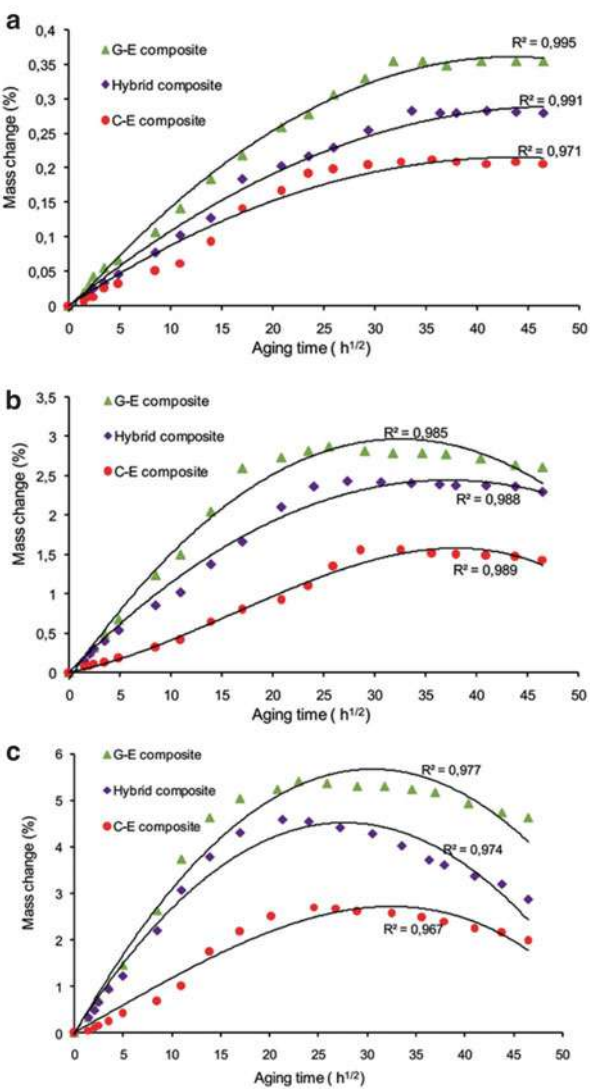 a
G-E composite
Hybrid composite
C-E composite
R² = 0,995
R² = 0,991
R² = 0,971
Mass change (%)
0,4
0,35
0,3
0,25
0,2
0,15
0,1
0,05
0
0 5 10 15 20 25 30 35 40 45 50
Aging time ( h1/2)
b
G-E composite
Hybrid composite
C-E composite
R² = 0,985
R² = 0,988
R² = 0,989
Mass change (%)
3,5
3
2,5
2
1,5
1
0,5
0
0 5 10 15 20 25 30 35 40 45 50
Aging time ( h1/2)
c
G-E composite
Hybrid composite
C-E composite
R² = 0,977
R² = 0,974
R² = 0,967
Mass change (%)
6
5
4
3
2
1
0
0 5 10 15 20 25 30 35 40 45 50
Aging time ( h1/2)